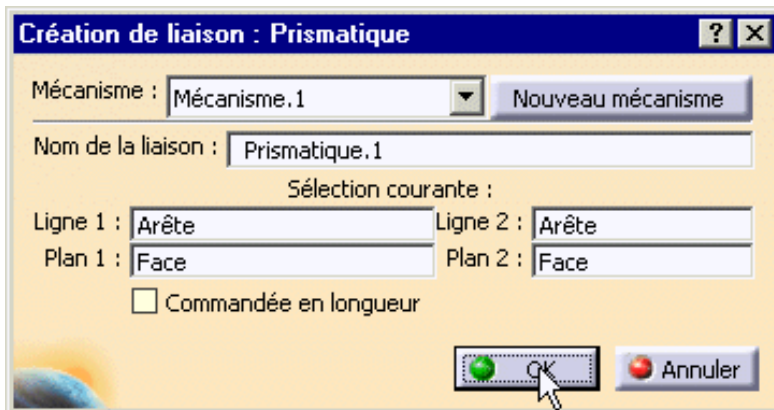 Création de liaison : Prismatique
Mécanisme : Mécanisme.1 Nouveau mécanisme
Nom de la liaison : Prismatique.1
Sélection courante :
Ligne 1 : Arête Ligne 2 : Arête
Plan 1 : Face Plan 2 : Face
Commandée en longueur
OK Annuler